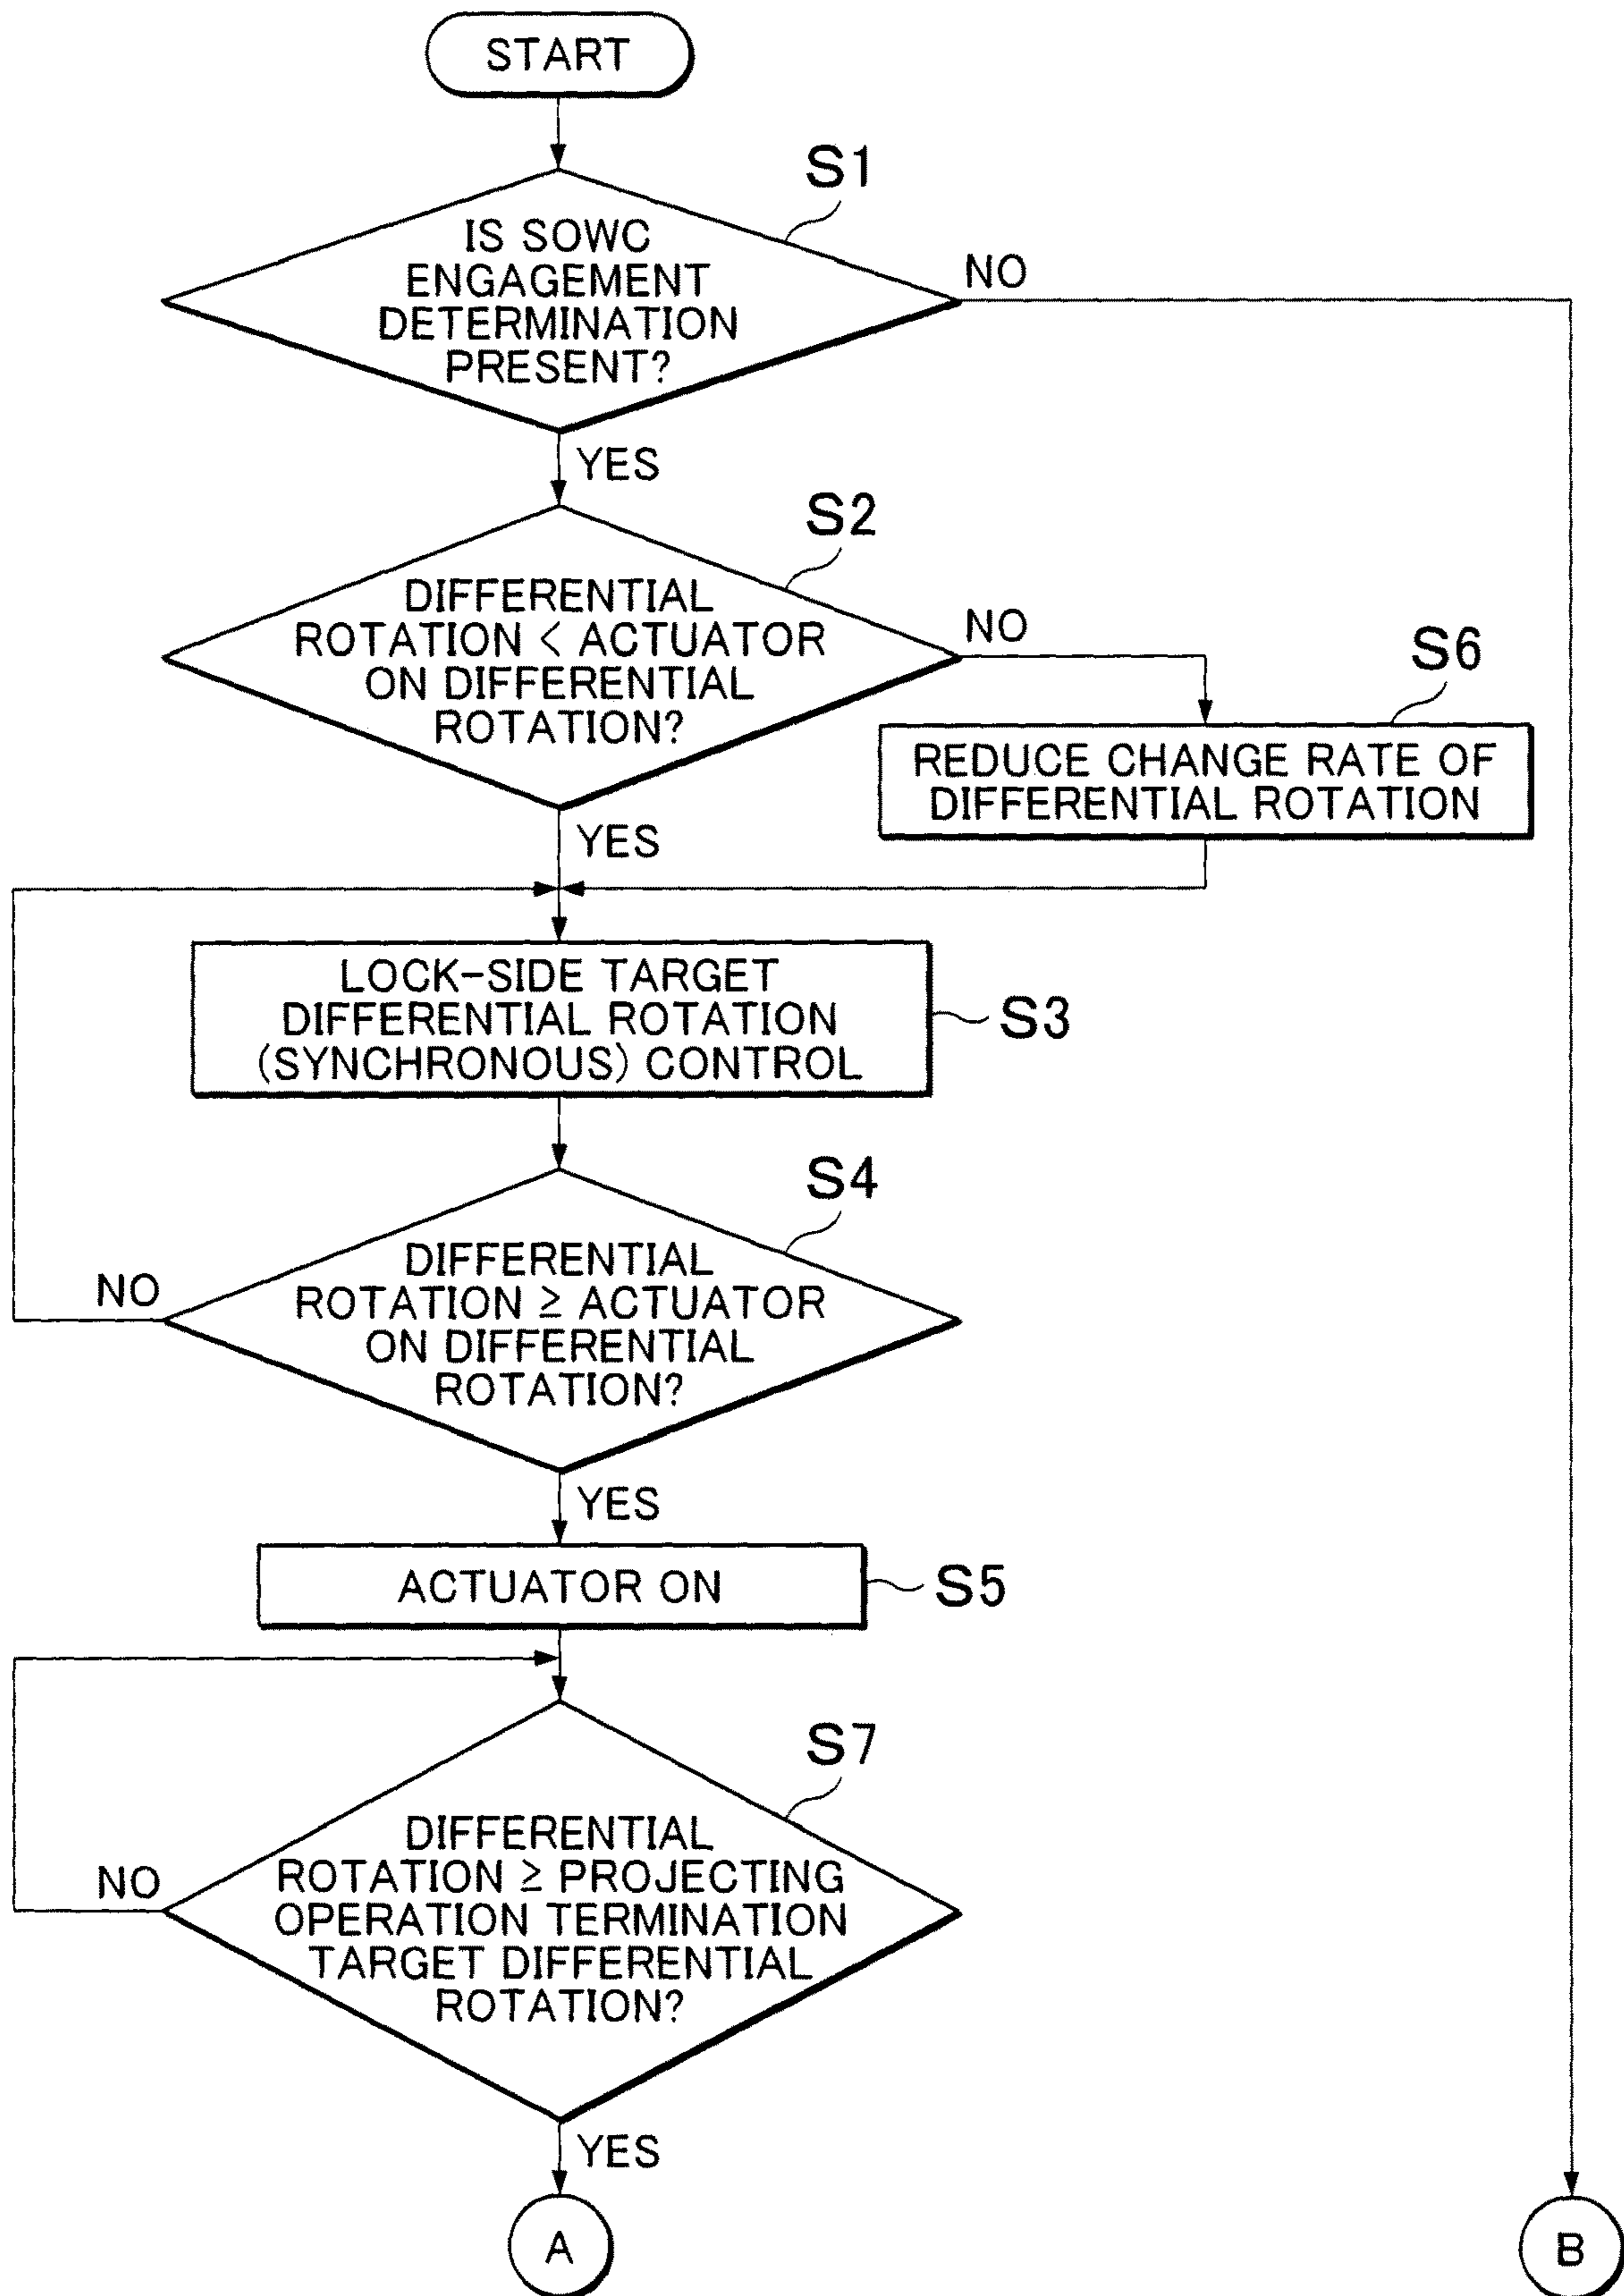 START
S1
IS SOWC
ENGAGEMENT
DETERMINATION
PRESENT?
NO
YES
S2
DIFFERENTIAL
ROTATION < ACTUATOR
ON DIFFERENTIAL
ROTATION?
NO
S6
REDUCE CHANGE RATE OF
DIFFERENTIAL ROTATION
YES
LOCK-SIDE TARGET
DIFFERENTIAL ROTATION
(SYNCHRONOUS) CONTROL
S3
S4
DIFFERENTIAL
ROTATION ≥ ACTUATOR
ON DIFFERENTIAL
ROTATION?
NO
YES
ACTUATOR ON
S5
S7
DIFFERENTIAL
ROTATION ≥ PROJECTING
OPERATION TERMINATION
TARGET DIFFERENTIAL
ROTATION?
NO
YES
A
B